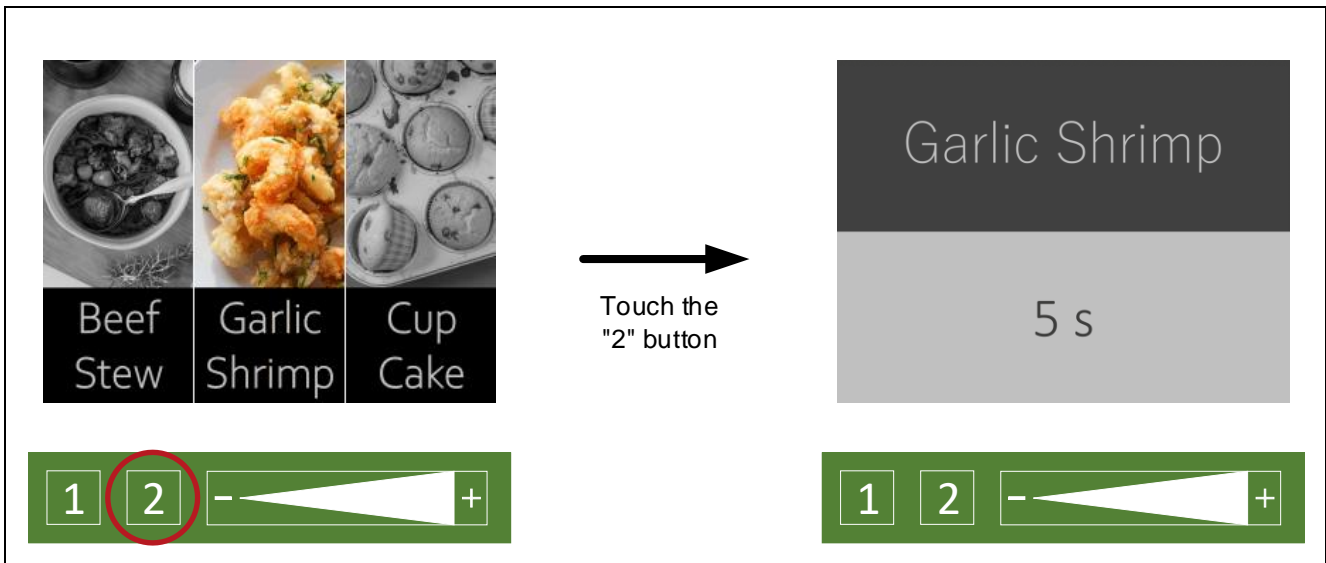 Beef
Stew
Garlic
Shrimp
Cup
Cake
1
2
-
+
Touch the
"2" button
Garlic Shrimp
5 s
1
2
-
+